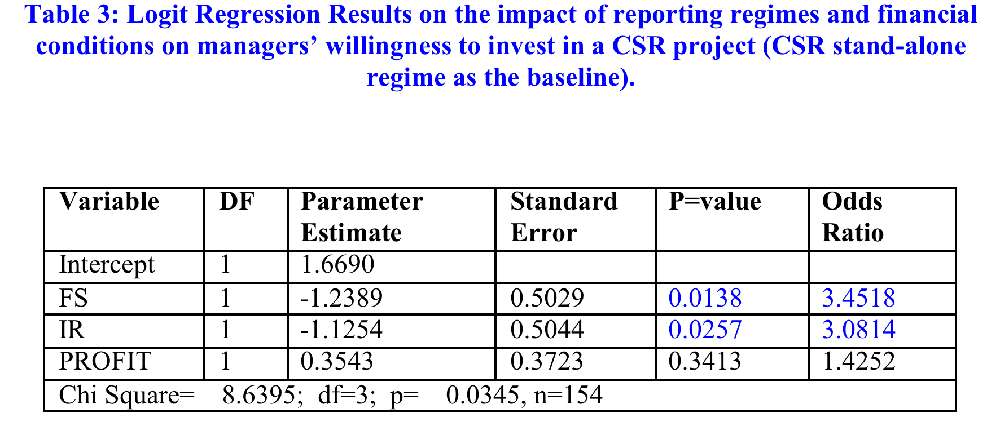 Table 3: Logit Regression Results on the impact of reporting regimes and financial
conditions on managers’ willingness to invest in a CSR project (CSR stand-alone
regime as the baseline).
Variable DF Parameter Estimate Standard Error P=value Odds Ratio
Intercept 1 1.6690
FS 1 -1.2389 0.5029 0.0138 3.4518
IR 1 -1.1254 0.5044 0.0257 3.0814
PROFIT 1 0.3543 0.3723 0.3413 1.4252
Chi Square= 8.6395; df=3; p= 0.0345, n=154